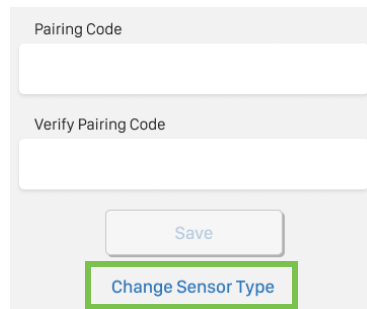 Pairing Code
Verify Pairing Code
Save
Change Sensor Type